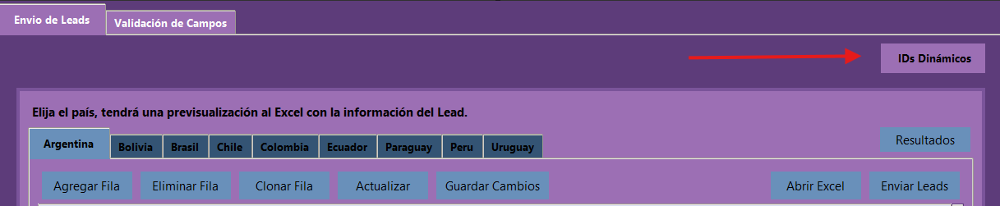 Envio de Leads
Validación de Campos
IDs Dinámicos
Elija el país, tendrá una previsualización al Excel con la información del Lead.
Argentina Bolivia Brasil Chile Colombia Ecuador Paraguay Peru Uruguay
Resultados
Agregar Fila Eliminar Fila Clonar Fila Actualizar Guardar Cambios Abrir Excel Enviar Leads